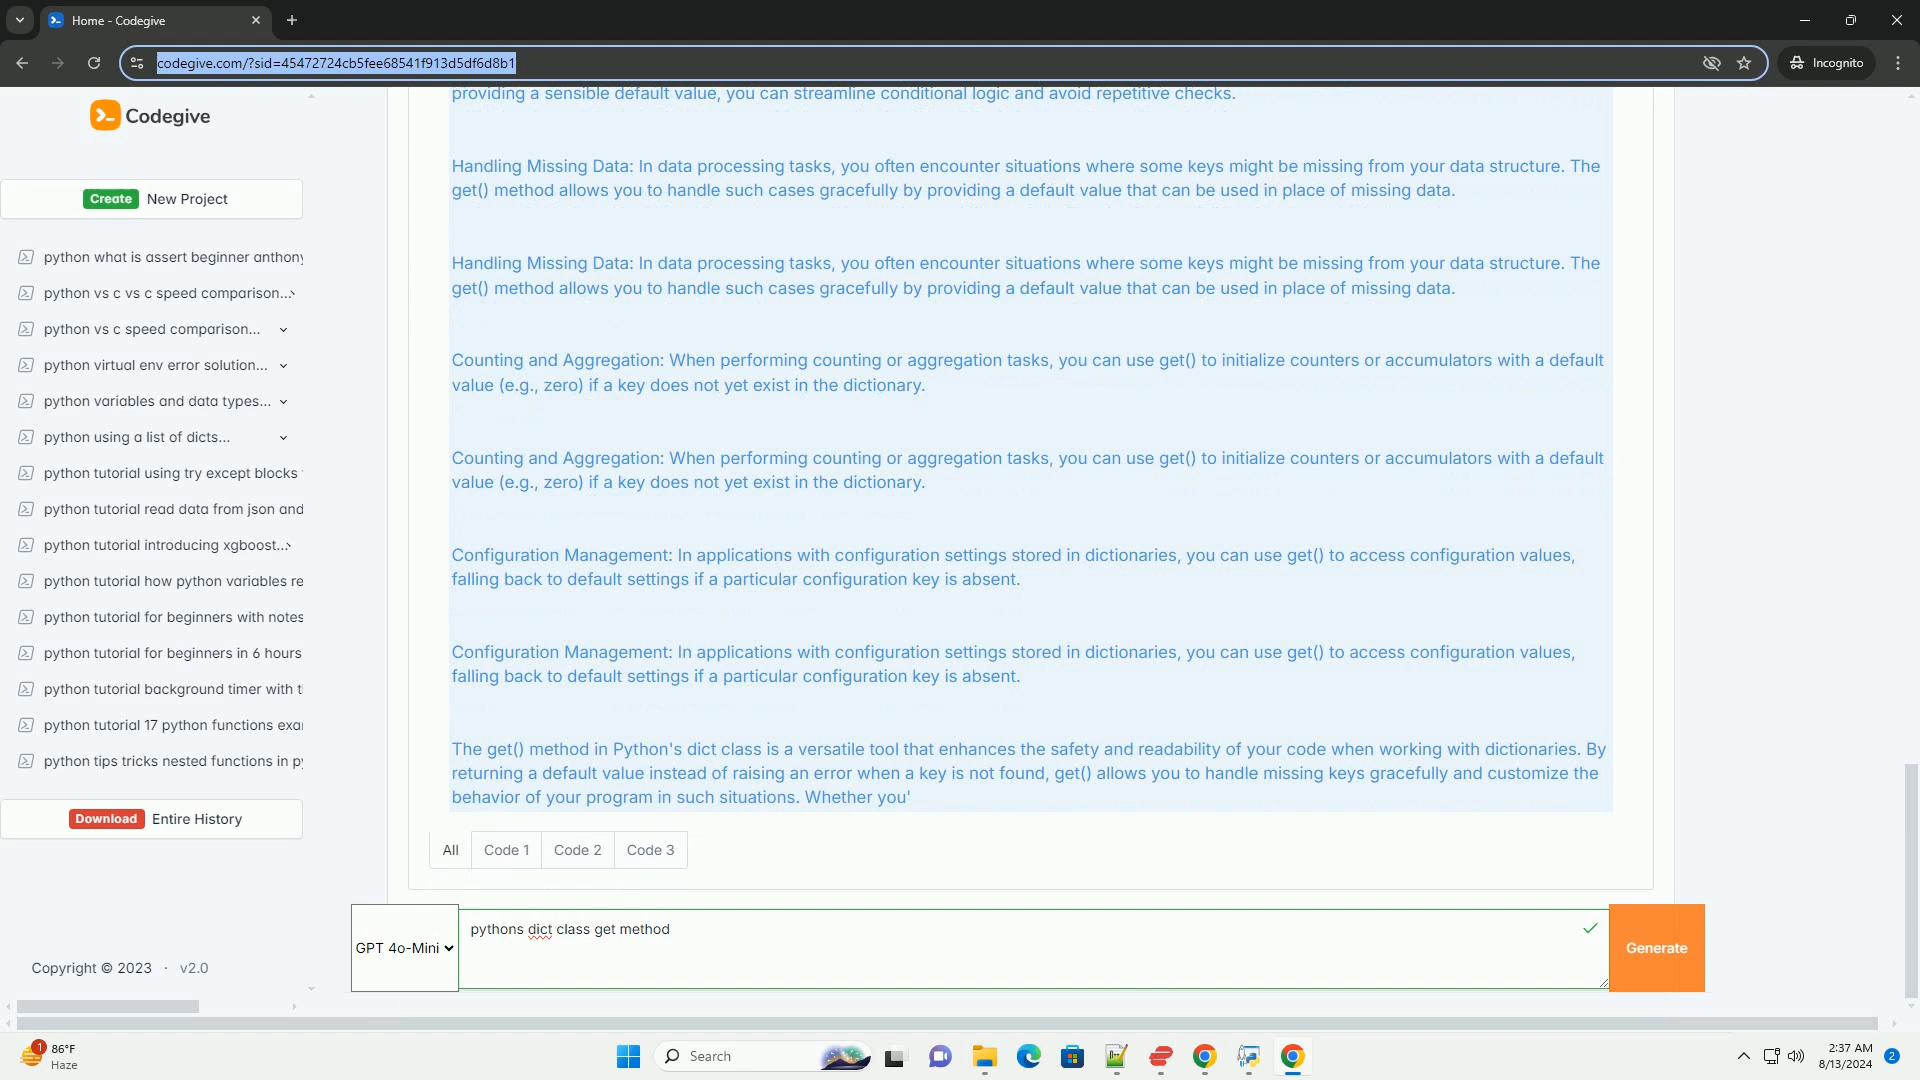 Home - Codegive
codegive.com/?sid=45472724cb5fee68541f913d5df6d8b1
Incognito
Codegive
Create New Project
python what is assert beginner anthony
python vs c vs c speed comparison...
python vs c speed comparison...
python virtual env error solution...
python variables and data types...
python using a list of dicts...
python tutorial using try except blocks
python tutorial read data from json and
python tutorial introducing xgboost...
python tutorial how python variables re
python tutorial for beginners with notes
python tutorial for beginners in 6 hours
python tutorial background timer with
python tutorial 17 python functions exa
python tips tricks nested functions in py
Download Entire History
Copyright © 2023 · v2.0
providing a sensible default value, you can streamline conditional logic and avoid repetitive checks.
Handling Missing Data: In data processing tasks, you often encounter situations where some keys might be missing from your data structure. The
get() method allows you to handle such cases gracefully by providing a default value that can be used in place of missing data.
Handling Missing Data: In data processing tasks, you often encounter situations where some keys might be missing from your data structure. The
get() method allows you to handle such cases gracefully by providing a default value that can be used in place of missing data.
Counting and Aggregation: When performing counting or aggregation tasks, you can use get() to initialize counters or accumulators with a default
value (e.g., zero) if a key does not yet exist in the dictionary.
Counting and Aggregation: When performing counting or aggregation tasks, you can use get() to initialize counters or accumulators with a default
value (e.g., zero) if a key does not yet exist in the dictionary.
Configuration Management: In applications with configuration settings stored in dictionaries, you can use get() to access configuration values,
falling back to default settings if a particular configuration key is absent.
Configuration Management: In applications with configuration settings stored in dictionaries, you can use get() to access configuration values,
falling back to default settings if a particular configuration key is absent.
The get() method in Python's dict class is a versatile tool that enhances the safety and readability of your code when working with dictionaries. By
returning a default value instead of raising an error when a key is not found, get() allows you to handle missing keys gracefully and customize the
behavior of your program in such situations. Whether you'
All Code 1 Code 2 Code 3
GPT 4o-Mini
pythons dict class get method
Generate
1
86°F
Haze
Search
2:37 AM
8/13/2024
2